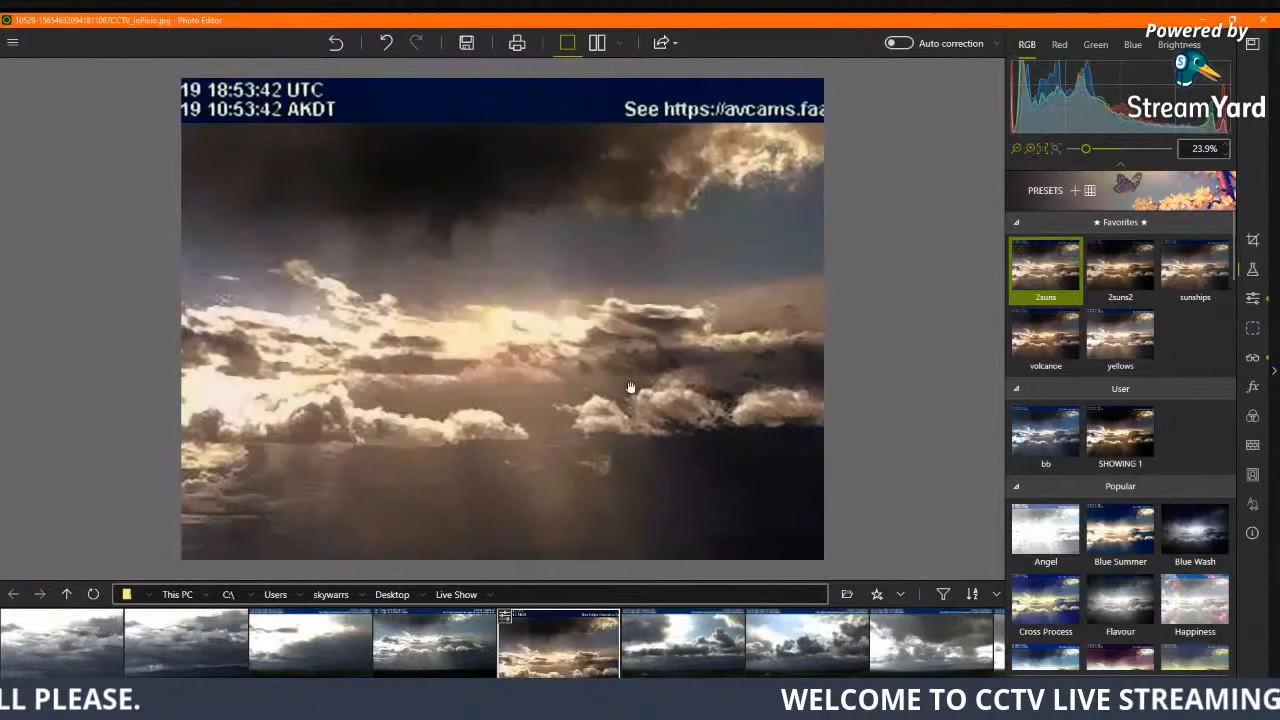 10529-1565463209418110B7CCTV_InPixio.jpg - Photo Editor
Powered by
StreamYard
Auto correction
RGB Red Green Blue Brightness
19 18:53:42 UTC
19 10:53:42 AKDT
See https://avcams.faa
23.9%
PRESETS
★ Favorites ★
2suns
2suns2
sunships
volcanoe
yellows
User
bb
SHOWING 1
Popular
Angel
Blue Summer
Blue Wash
Cross Process
Flavour
Happiness
This PC
C:\
Users
skywarrs
Desktop
Live Show
LL PLEASE.
WELCOME TO CCTV LIVE STREAMING